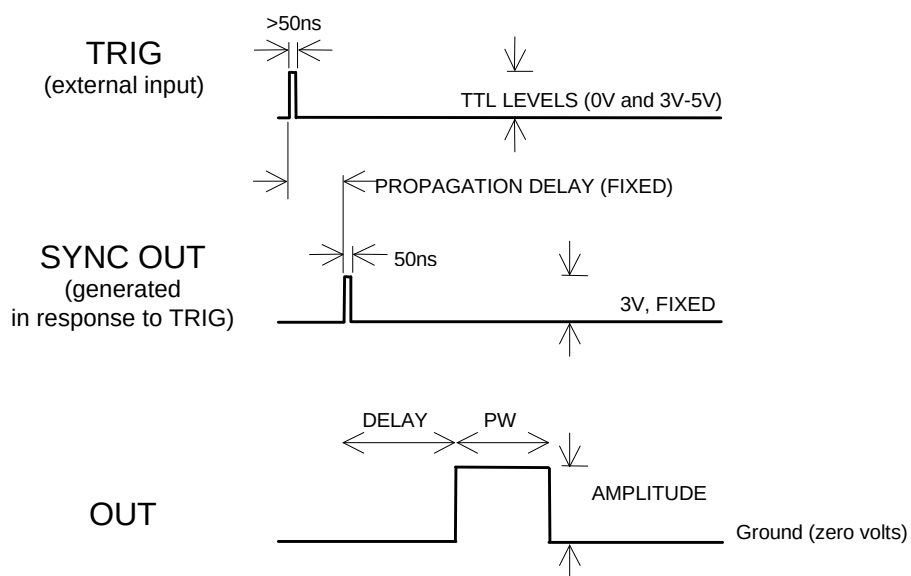 >50ns
TRIG
(external input)
TTL LEVELS (0V and 3V-5V)
PROPAGATION DELAY (FIXED)
SYNC OUT
(generated
in response to TRIG)
50ns
3V, FIXED
DELAY
PW
AMPLITUDE
OUT
Ground (zero volts)